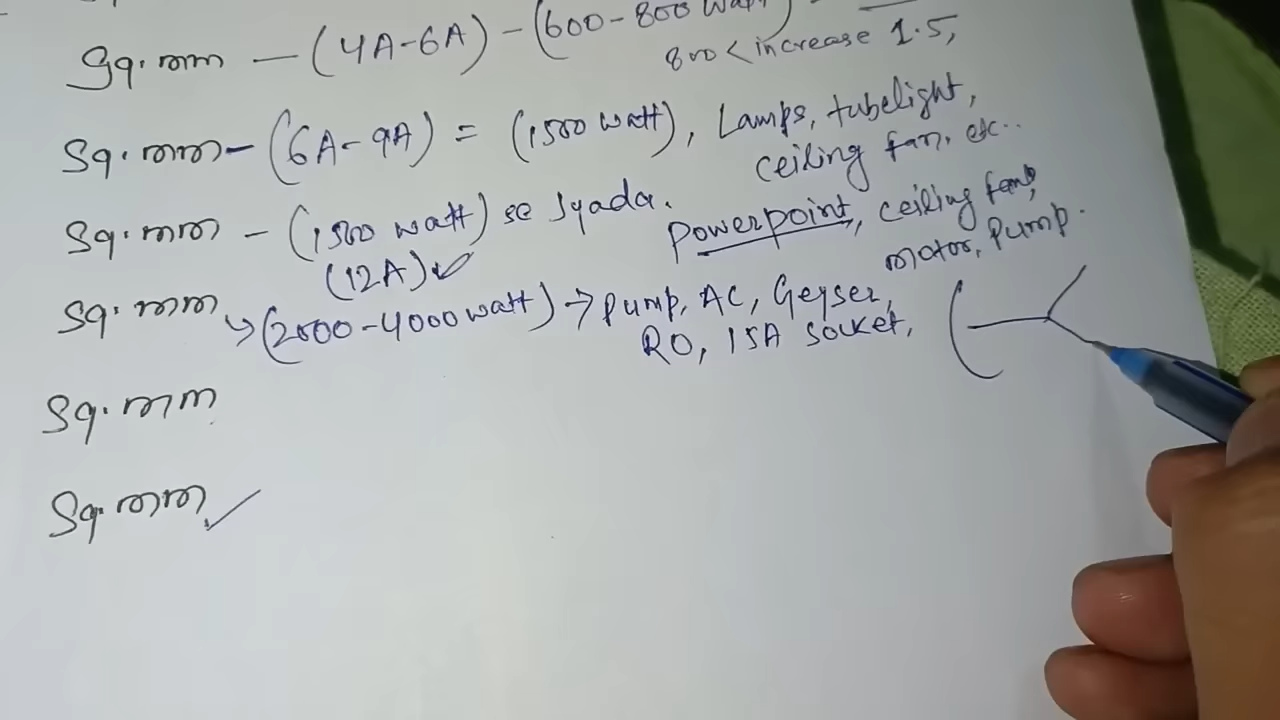 Sq.mm — (4A-6A) - (600-800 Watt)
800 < increase 1.5,
Sq.mm - (6A-9A) = (1500 watt), Lamps, tubelight,
ceiling fan. etc..
Sq.mm - (1500 watt) se Jyada.
(12A)✓
Powerpoint, ceiling fans,
motor, Pump.
Sq.mm
↳ (2000-4000 watt) → Pump, AC, Geyser,
RO, 15A Socket,
Sq.mm
Sq.mm ✓